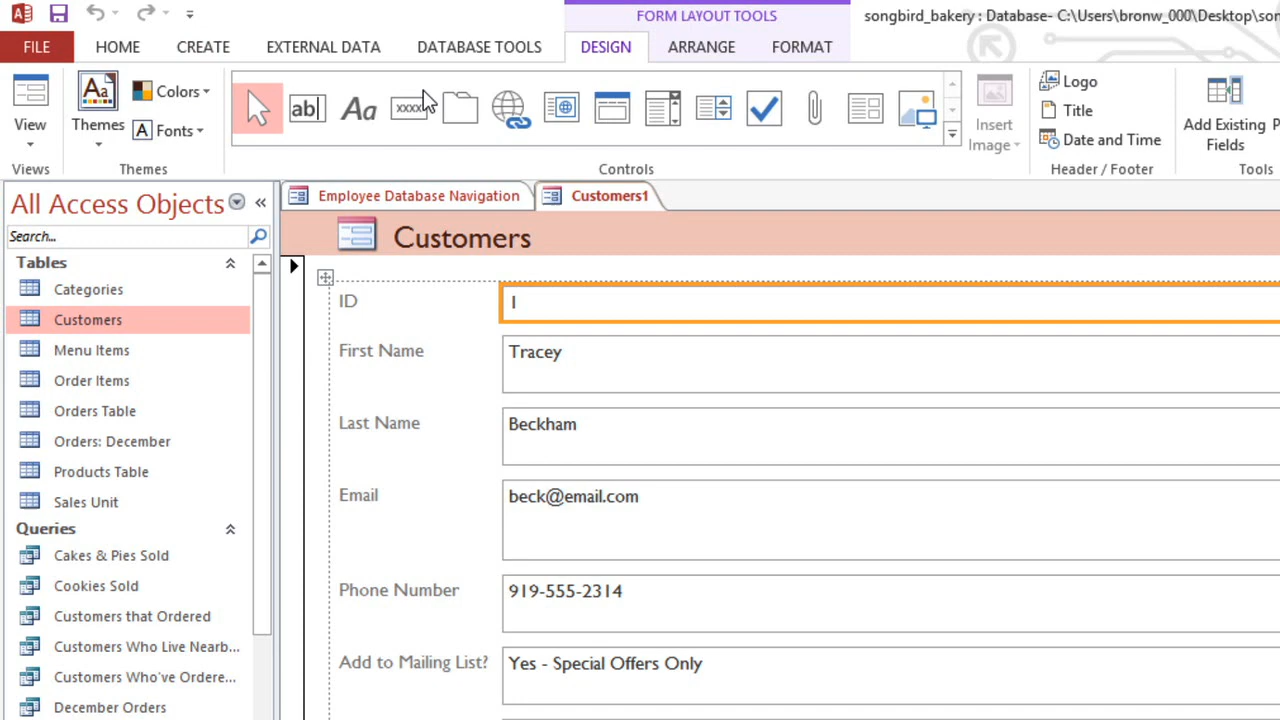 FORM LAYOUT TOOLS
songbird_bakery : Database- C:\Users\bronw_000\Desktop\so
FILE HOME CREATE EXTERNAL DATA DATABASE TOOLS DESIGN ARRANGE FORMAT
View
Views
Aa
Themes
Colors
A Fonts
Themes
ab|
Aa
xxxx
Controls
Insert
Image
Logo
Title
Date and Time
Header / Footer
Add Existing
Fields
P
Tools
All Access Objects
Search...
Tables
Categories
Customers
Menu Items
Order Items
Orders Table
Orders: December
Products Table
Sales Unit
Queries
Cakes & Pies Sold
Cookies Sold
Customers that Ordered
Customers Who Live Nearb...
Customers Who've Ordere...
December Orders
Employee Database Navigation
Customers1
Customers
ID 1
First Name Tracey
Last Name Beckham
Email beck@email.com
Phone Number 919-555-2314
Add to Mailing List? Yes - Special Offers Only